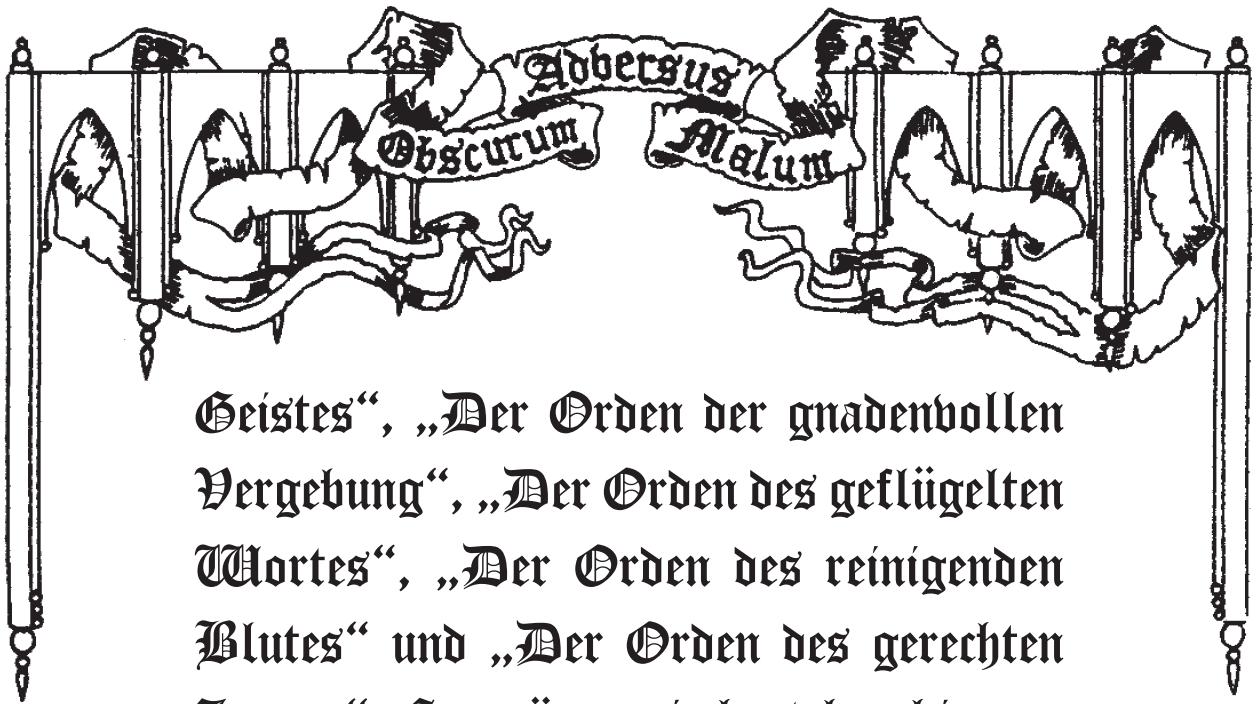 Adversus
Obscurum Malum
Geistes“, „Der Orden der gnadenvollen
Vergebung“, „Der Orden des geflügelten
Wortes“, „Der Orden des reinigenden
Blutes“ und „Der Orden des gerechten